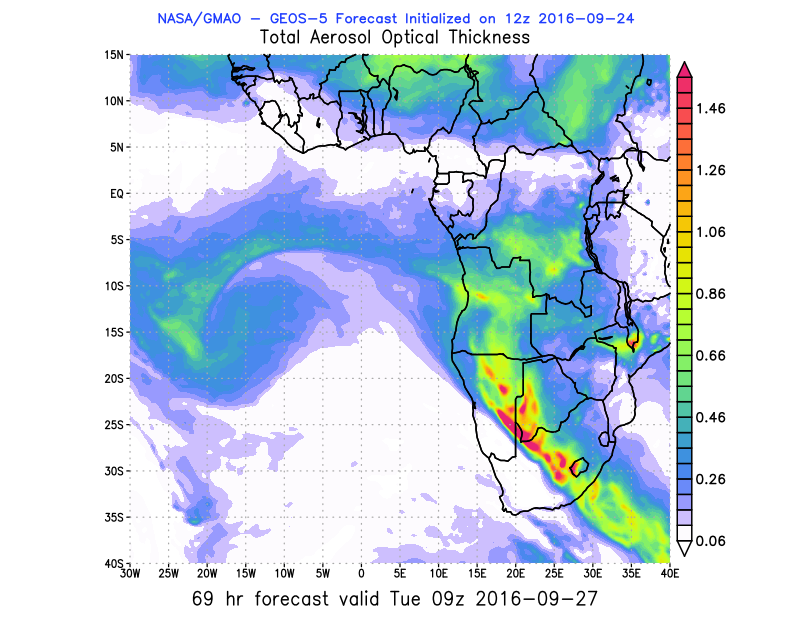 NASA/GMAO - GEOS-5 Forecast Initialized on 12z 2016-09-24
Total Aerosol Optical Thickness
15N
10N
5N
EQ
5S
10S
15S
20S
25S
30S
35S
40S
30W 25W 20W 15W 10W 5W 0 5E 10E 15E 20E 25E 30E 35E 40E
1.46
1.26
1.06
0.86
0.66
0.46
0.26
0.06
69 hr forecast valid Tue 09z 2016-09-27